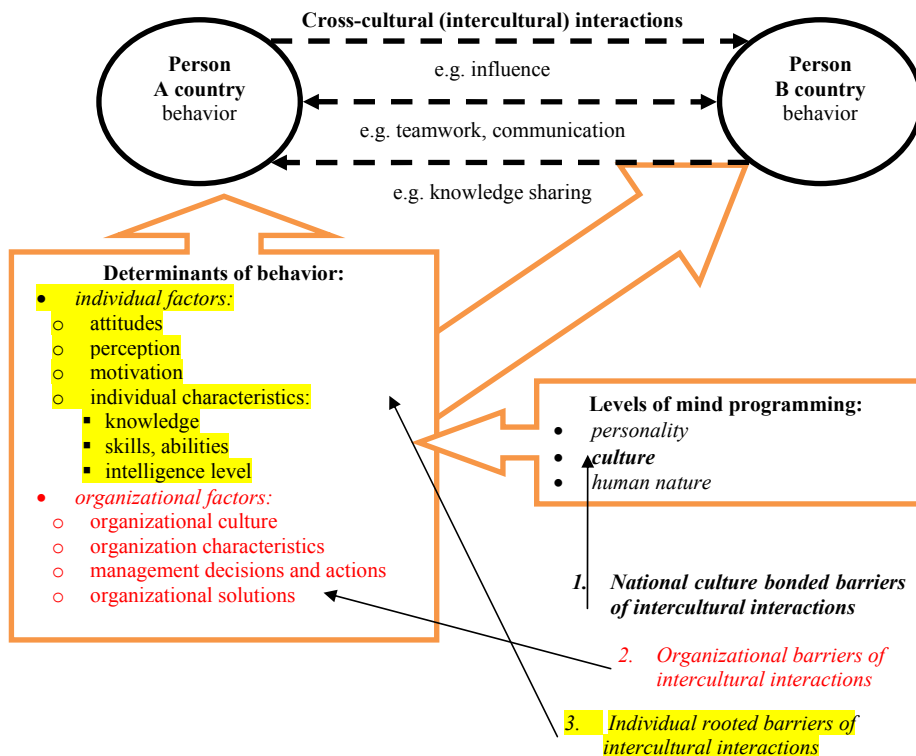 Cross-cultural (intercultural) interactions
Person
A country
behavior
Person
B country
behavior
e.g. influence
e.g. teamwork, communication
e.g. knowledge sharing
Determinants of behavior:
• individual factors:
o attitudes
o perception
o motivation
o individual characteristics:
▪ knowledge
▪ skills, abilities
▪ intelligence level
• organizational factors:
o organizational culture
o organization characteristics
o management decisions and actions
o organizational solutions
Levels of mind programming:
• personality
• culture
• human nature
1. National culture bonded barriers
of intercultural interactions
2. Organizational barriers of
intercultural interactions
3. Individual rooted barriers of
intercultural interactions